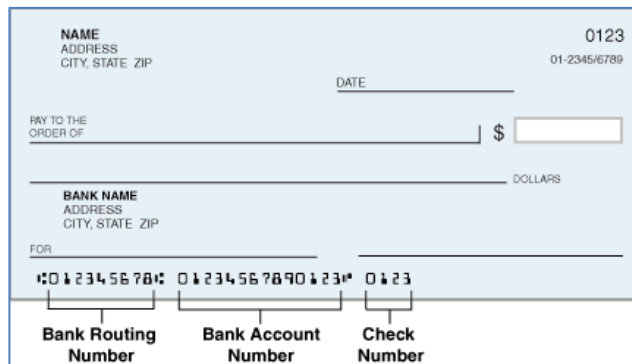 NAME
ADDRESS
CITY, STATE ZIP
0123
01-2345/6789
DATE
PAY TO THE
ORDER OF
$
DOLLARS
BANK NAME
ADDRESS
CITY, STATE ZIP
FOR
⑆012345678⑆ 01234567890123⑈ 0123
Bank Routing
Number
Bank Account
Number
Check
Number